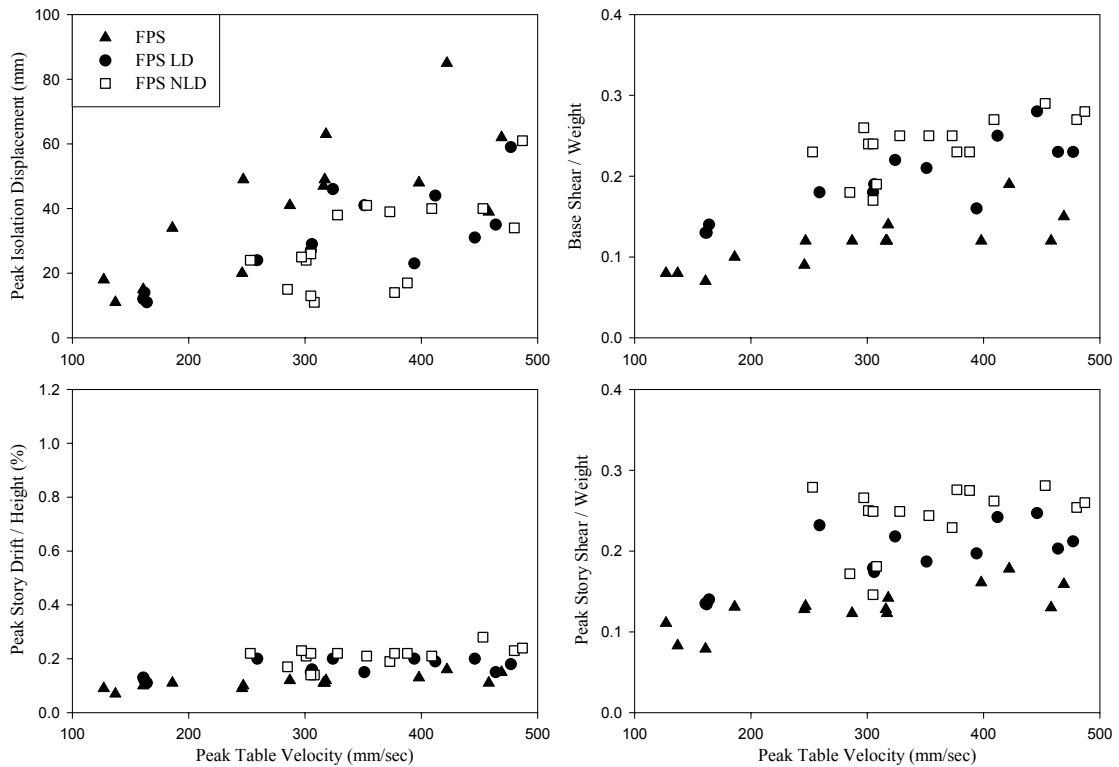 100
80
60
40
20
0
Peak Isolation Displacement (mm)
FPS
FPS LD
FPS NLD
100 200 300 400 500
0.4
0.3
0.2
0.1
0.0
Base Shear / Weight
100 200 300 400 500
1.2
1.0
0.8
0.6
0.4
0.2
0.0
Peak Story Drift / Height (%)
100 200 300 400 500
Peak Table Velocity (mm/sec)
0.4
0.3
0.2
0.1
0.0
Peak Story Shear / Weight
100 200 300 400 500
Peak Table Velocity (mm/sec)